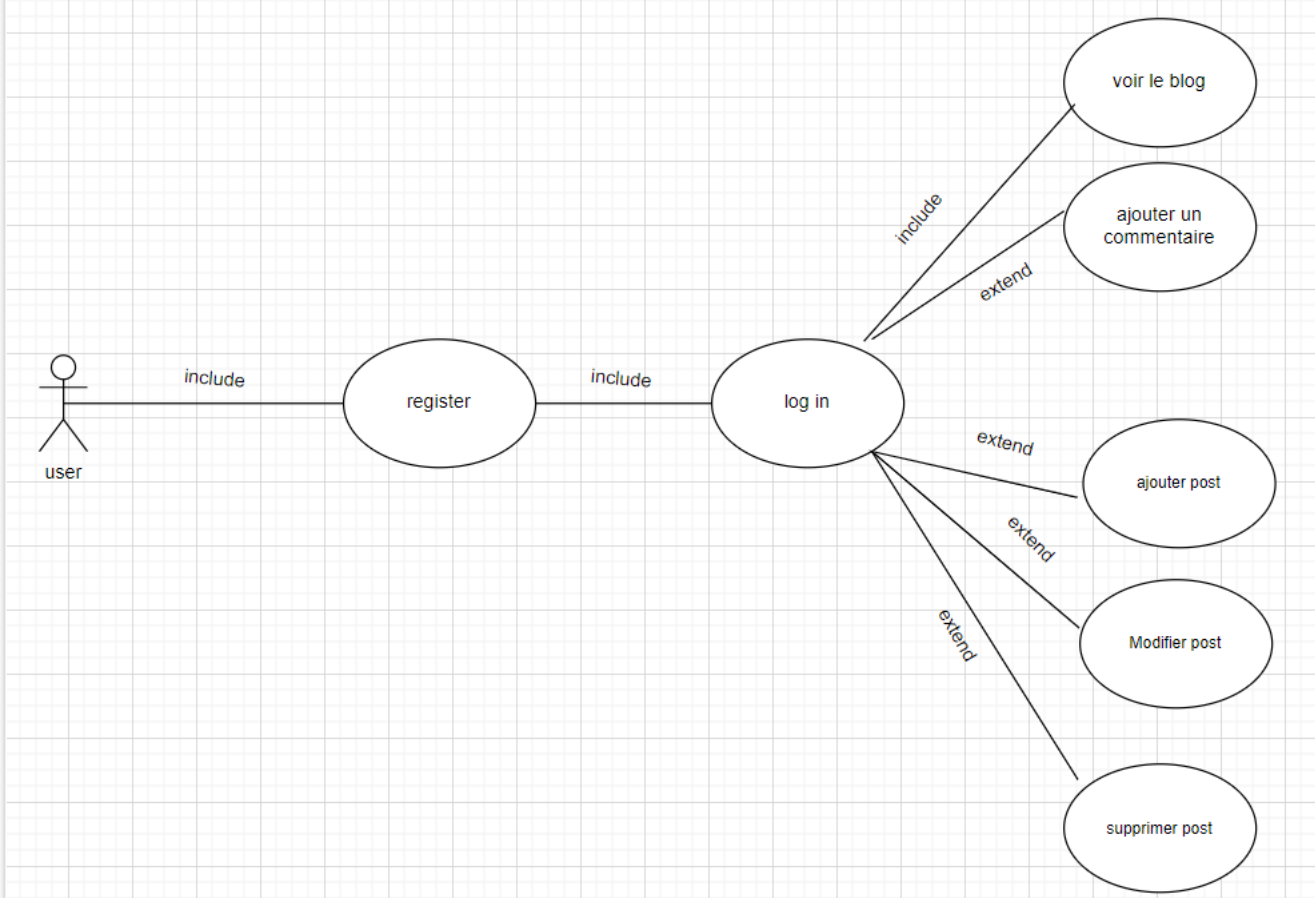 voir le blog
ajouter un
commentaire
include
extend
include
include
register
log in
user
extend
ajouter post
extend
Modifier post
extend
supprimer post